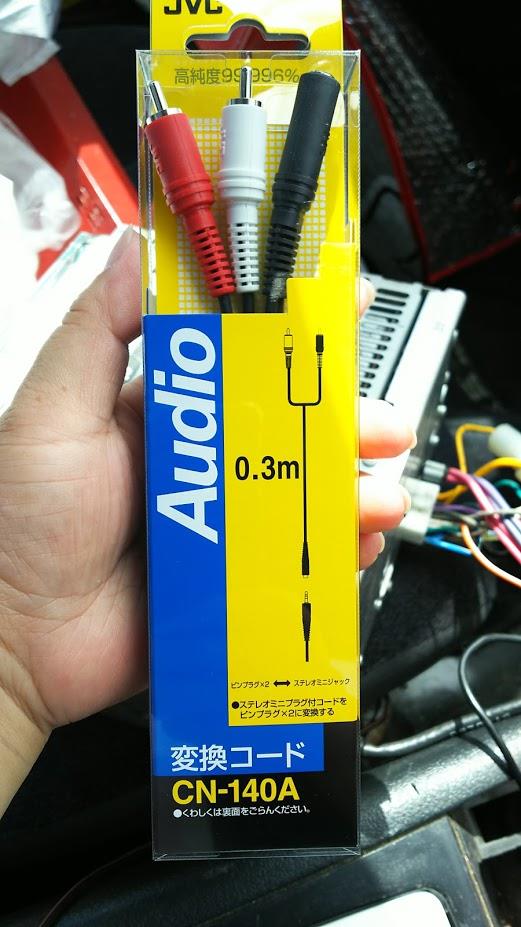 JVC
高純度99.996%
Audio
0.3m
ピンプラグ×2 ⟷ ステレオミニジャック
●ステレオミニプラグ付コードを
ピンプラグ×2に変換する
変換コード
CN-140A
●くわしくは裏面をごらんください。